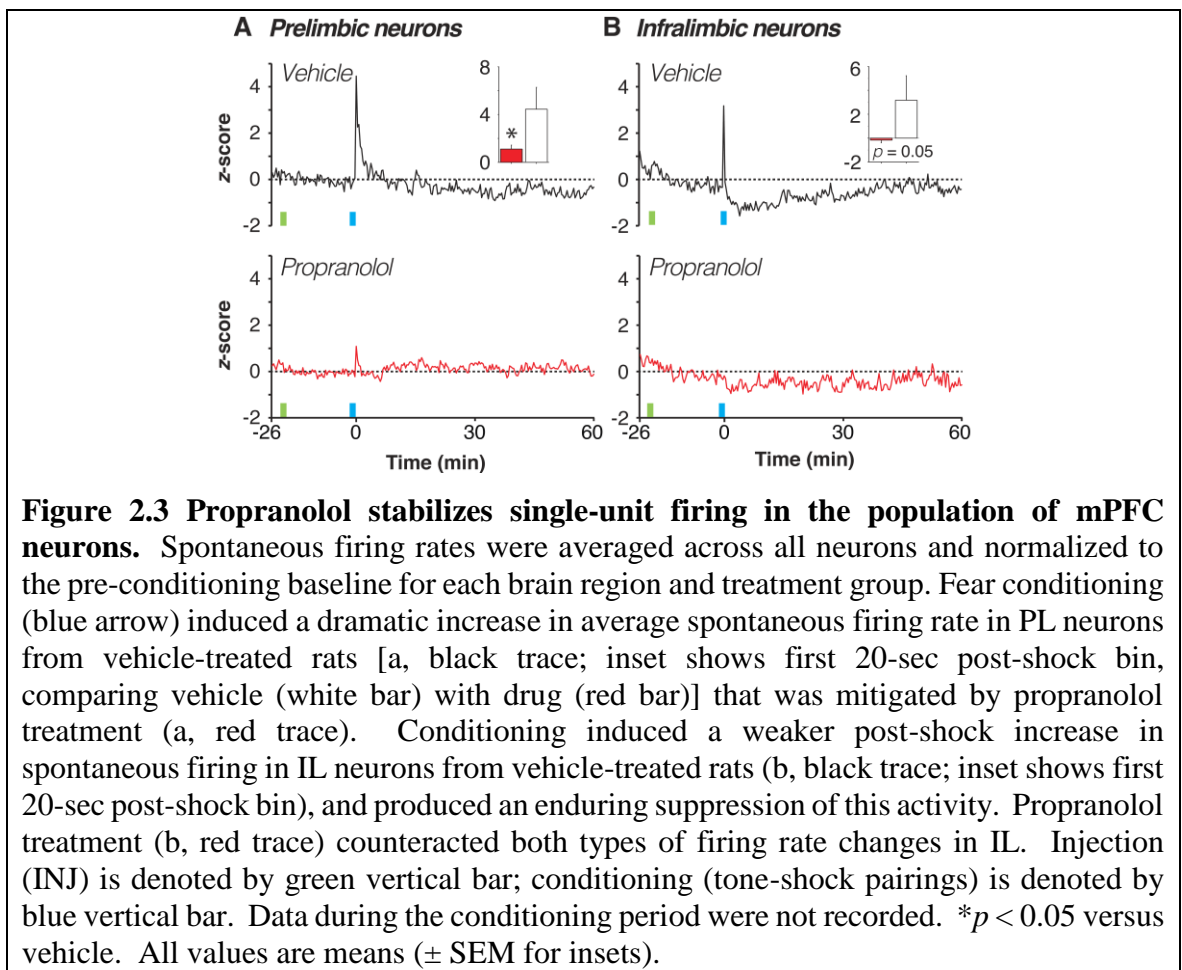 A Prelimbic neurons
B Infralimbic neurons
Vehicle
8
4
0
*
z-score
4
2
0
-2
Vehicle
6
2
-2
p = 0.05
4
2
0
-2
Propranolol
z-score
4
2
0
-2
-26 0 30 60
Time (min)
Propranolol
4
2
0
-2
-26 0 30 60
Time (min)
Figure 2.3 Propranolol stabilizes single-unit firing in the population of mPFC
neurons. Spontaneous firing rates were averaged across all neurons and normalized to
the pre-conditioning baseline for each brain region and treatment group. Fear conditioning
(blue arrow) induced a dramatic increase in average spontaneous firing rate in PL neurons
from vehicle-treated rats [a, black trace; inset shows first 20-sec post-shock bin,
comparing vehicle (white bar) with drug (red bar)] that was mitigated by propranolol
treatment (a, red trace). Conditioning induced a weaker post-shock increase in
spontaneous firing in IL neurons from vehicle-treated rats (b, black trace; inset shows first
20-sec post-shock bin), and produced an enduring suppression of this activity. Propranolol
treatment (b, red trace) counteracted both types of firing rate changes in IL. Injection
(INJ) is denoted by green vertical bar; conditioning (tone-shock pairings) is denoted by
blue vertical bar. Data during the conditioning period were not recorded. *p < 0.05 versus
vehicle. All values are means (± SEM for insets).